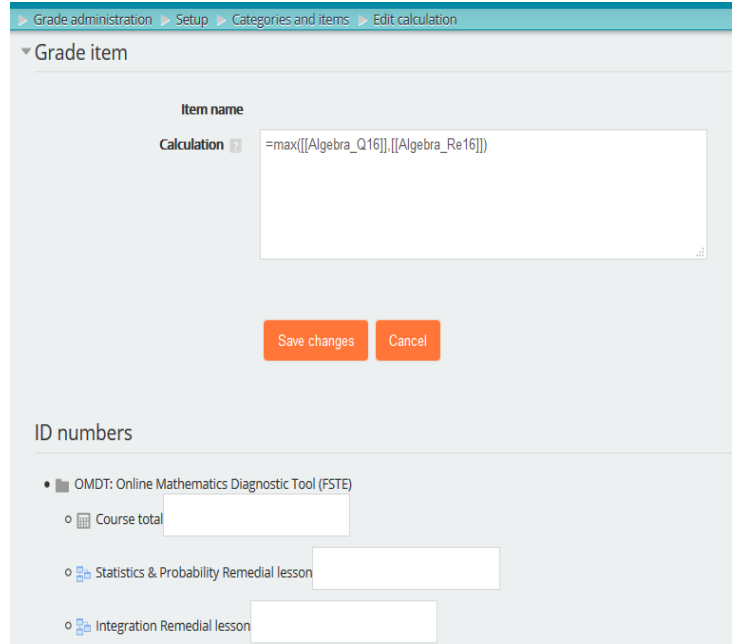 Grade administration Setup Categories and items Edit calculation
Grade item
Item name
Calculation ?
=max([[Algebra_Q16]],[[Algebra_Re16]])
Save changes Cancel
ID numbers
OMDT: Online Mathematics Diagnostic Tool (FSTE)
Course total
Statistics & Probability Remedial lesson
Integration Remedial lesson